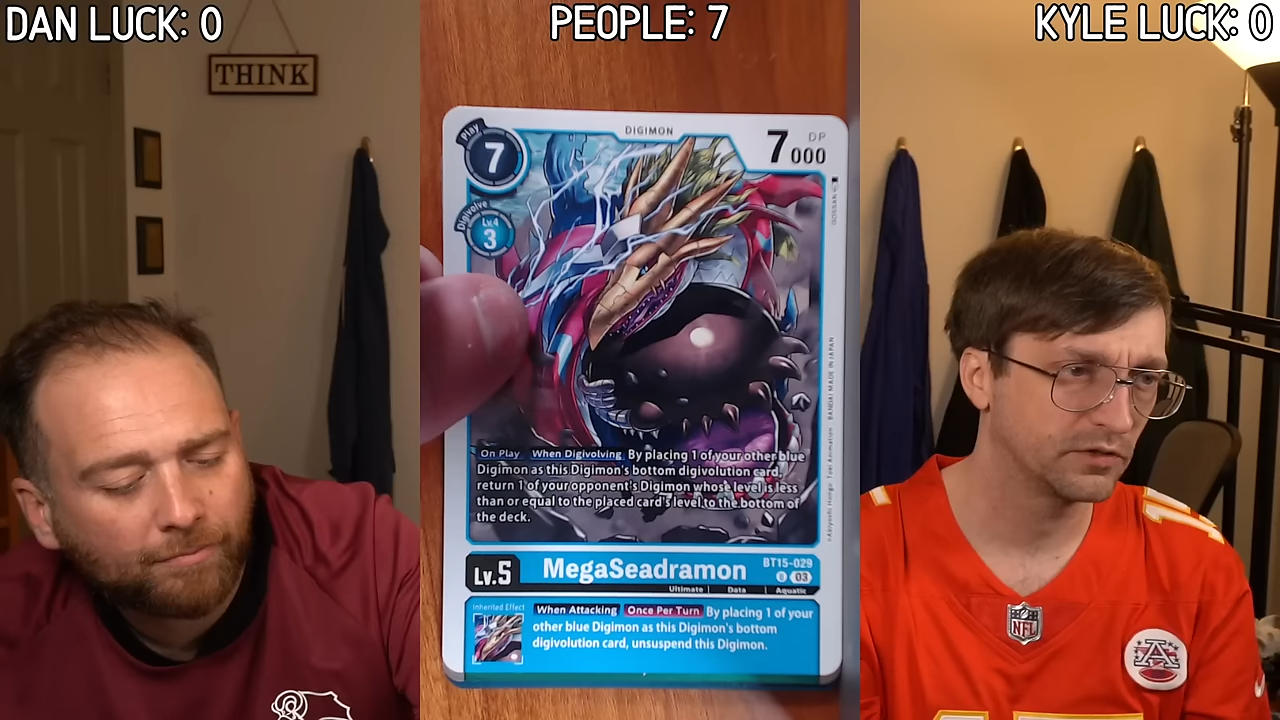 DAN LUCK: 0
PEOPLE: 7
KYLE LUCK: 0
THINK
DIGIMON
Play
7
7000
DP
Digivolve
Lv.4
3
On Play When Digivolving By placing 1 of your other blue
Digimon as this Digimon's bottom digivolution card,
return 1 of your opponent's Digimon whose level is less
than or equal to the placed card's level to the bottom of
the deck.
Lv.5
MegaSeadramon
BT15-029
U 03
Ultimate | Data | Aquatic
Inherited Effect
When Attacking Once Per Turn By placing 1 of your
other blue Digimon as this Digimon's bottom
digivolution card, unsuspend this Digimon.
NFL
A
15